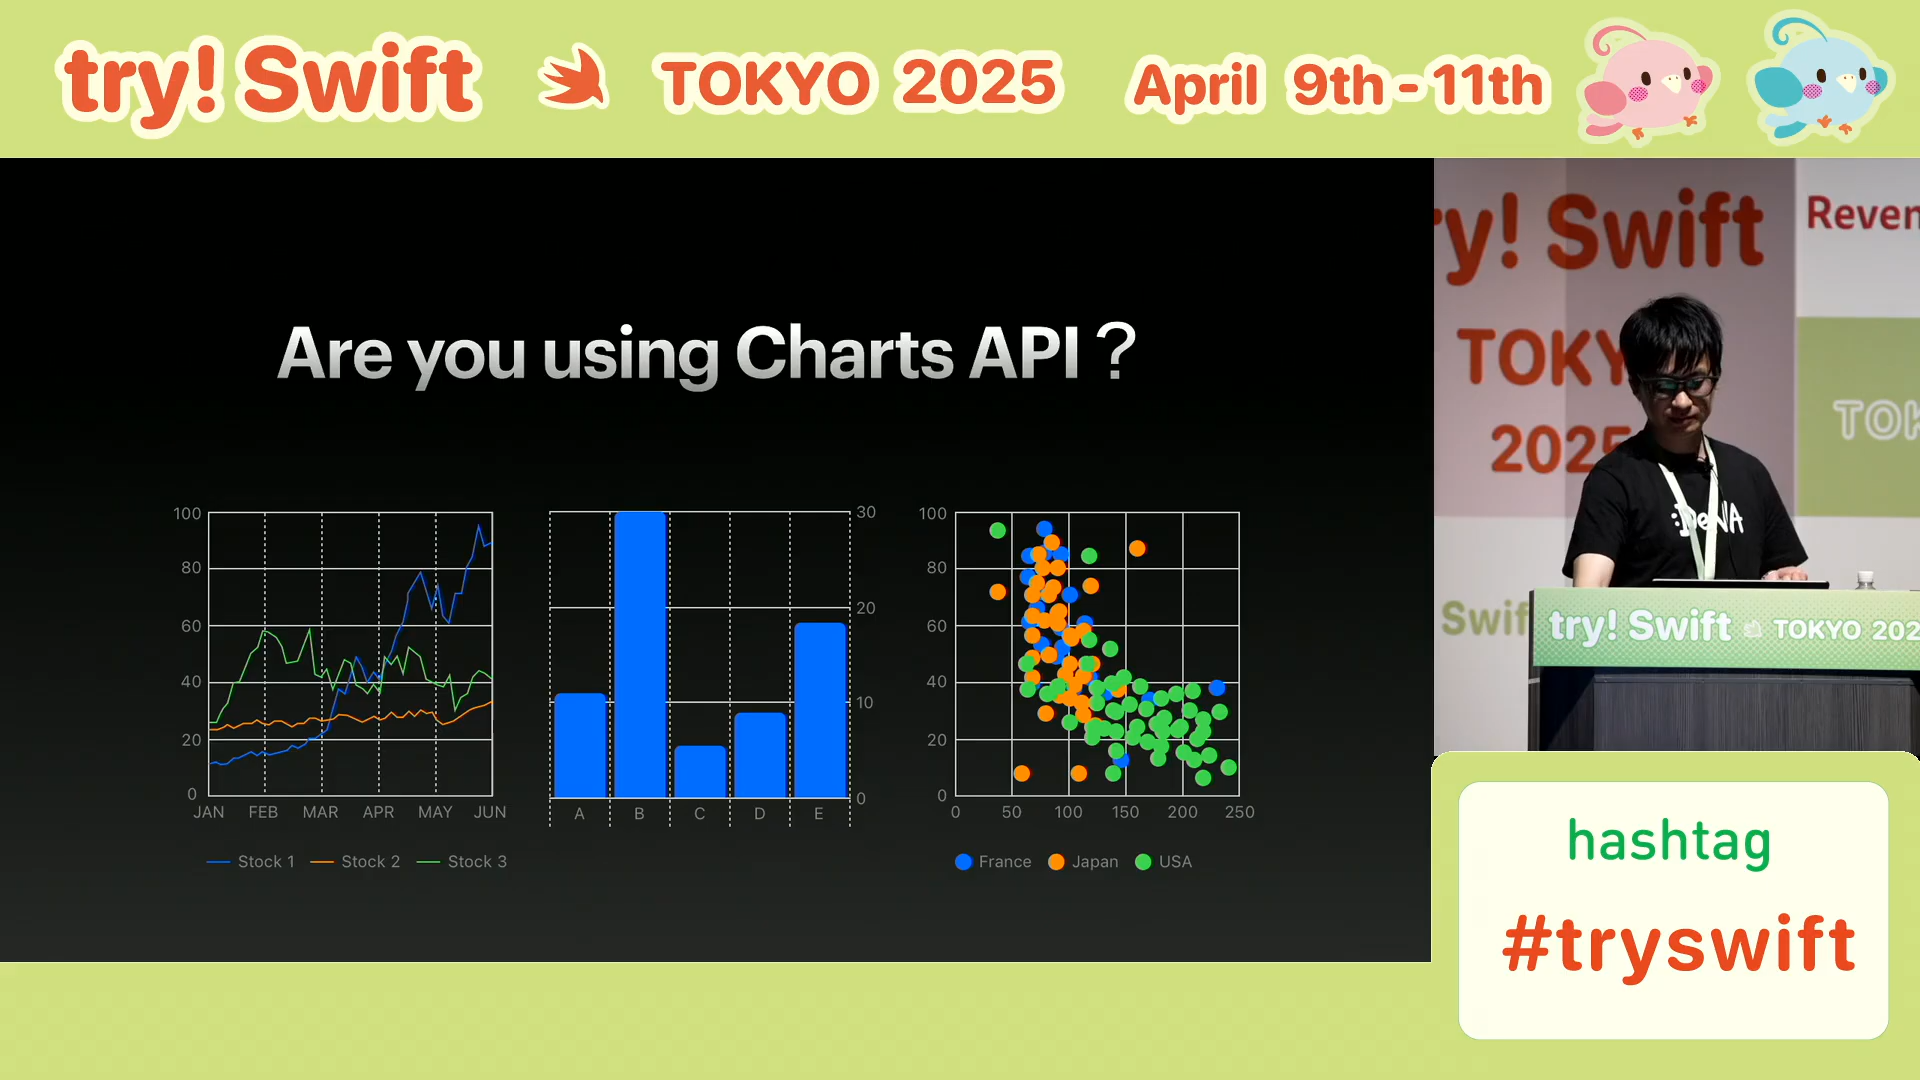 try! Swift TOKYO 2025 April 9th - 11th
Are you using Charts API？
100
80
60
40
20
0
JAN FEB MAR APR MAY JUN
Stock 1 Stock 2 Stock 3
30
20
10
0
A B C D E
100
80
60
40
20
0
0 50 100 150 200 250
France Japan USA
y! Swift
TOKY
2025
Reven
TOK
Swif
:DeNA
try! Swift TOKYO 202
hashtag
#tryswift